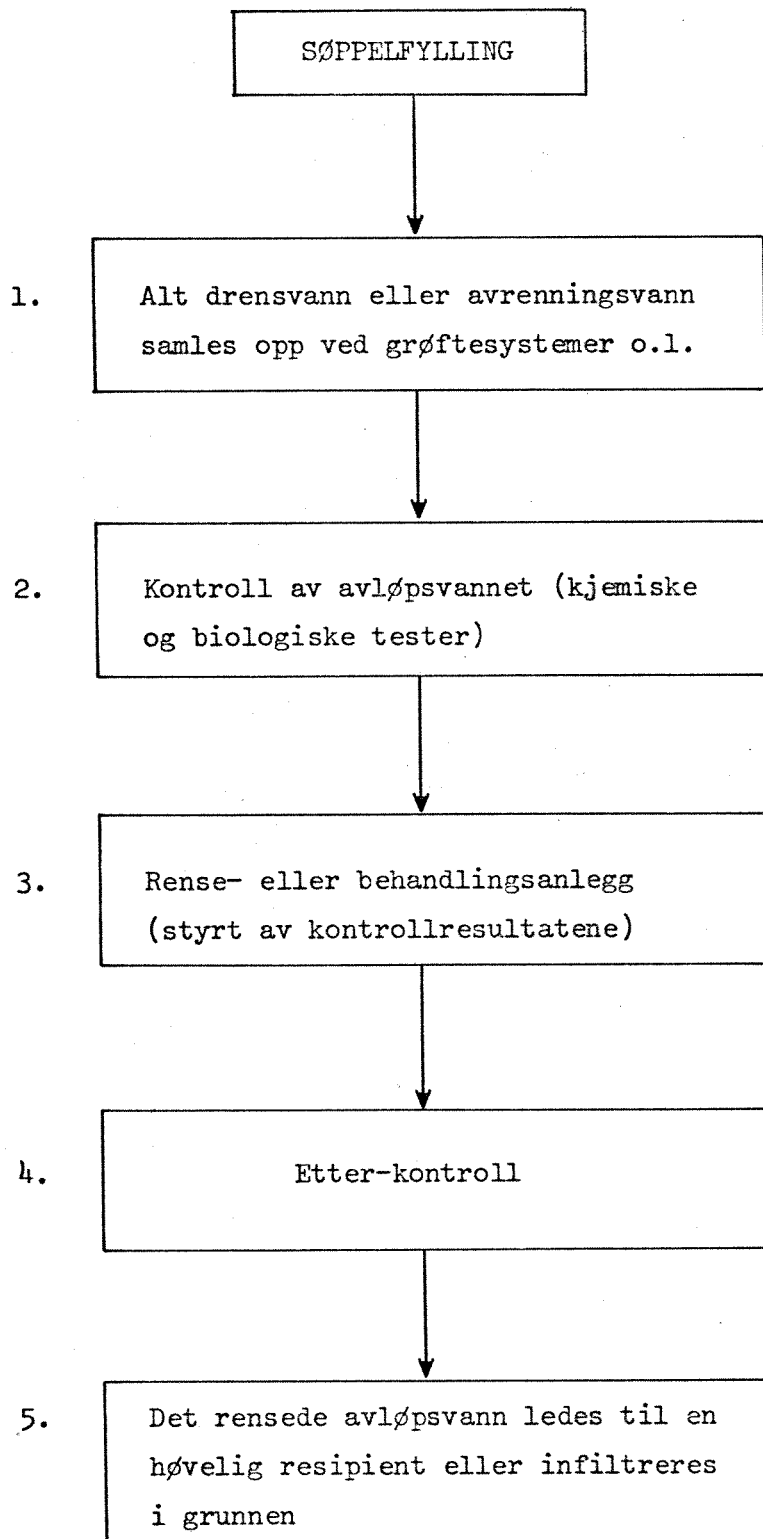 SØPPELFYLLING
1. Alt drensvann eller avrenningsvann
samles opp ved grøftesystemer o.l.
2. Kontroll av avløpsvannet (kjemiske
og biologiske tester)
3. Rense- eller behandlingsanlegg
(styrt av kontrollresultatene)
4. Etter-kontroll
5. Det rensede avløpsvann ledes til en
høvelig resipient eller infiltreres
i grunnen